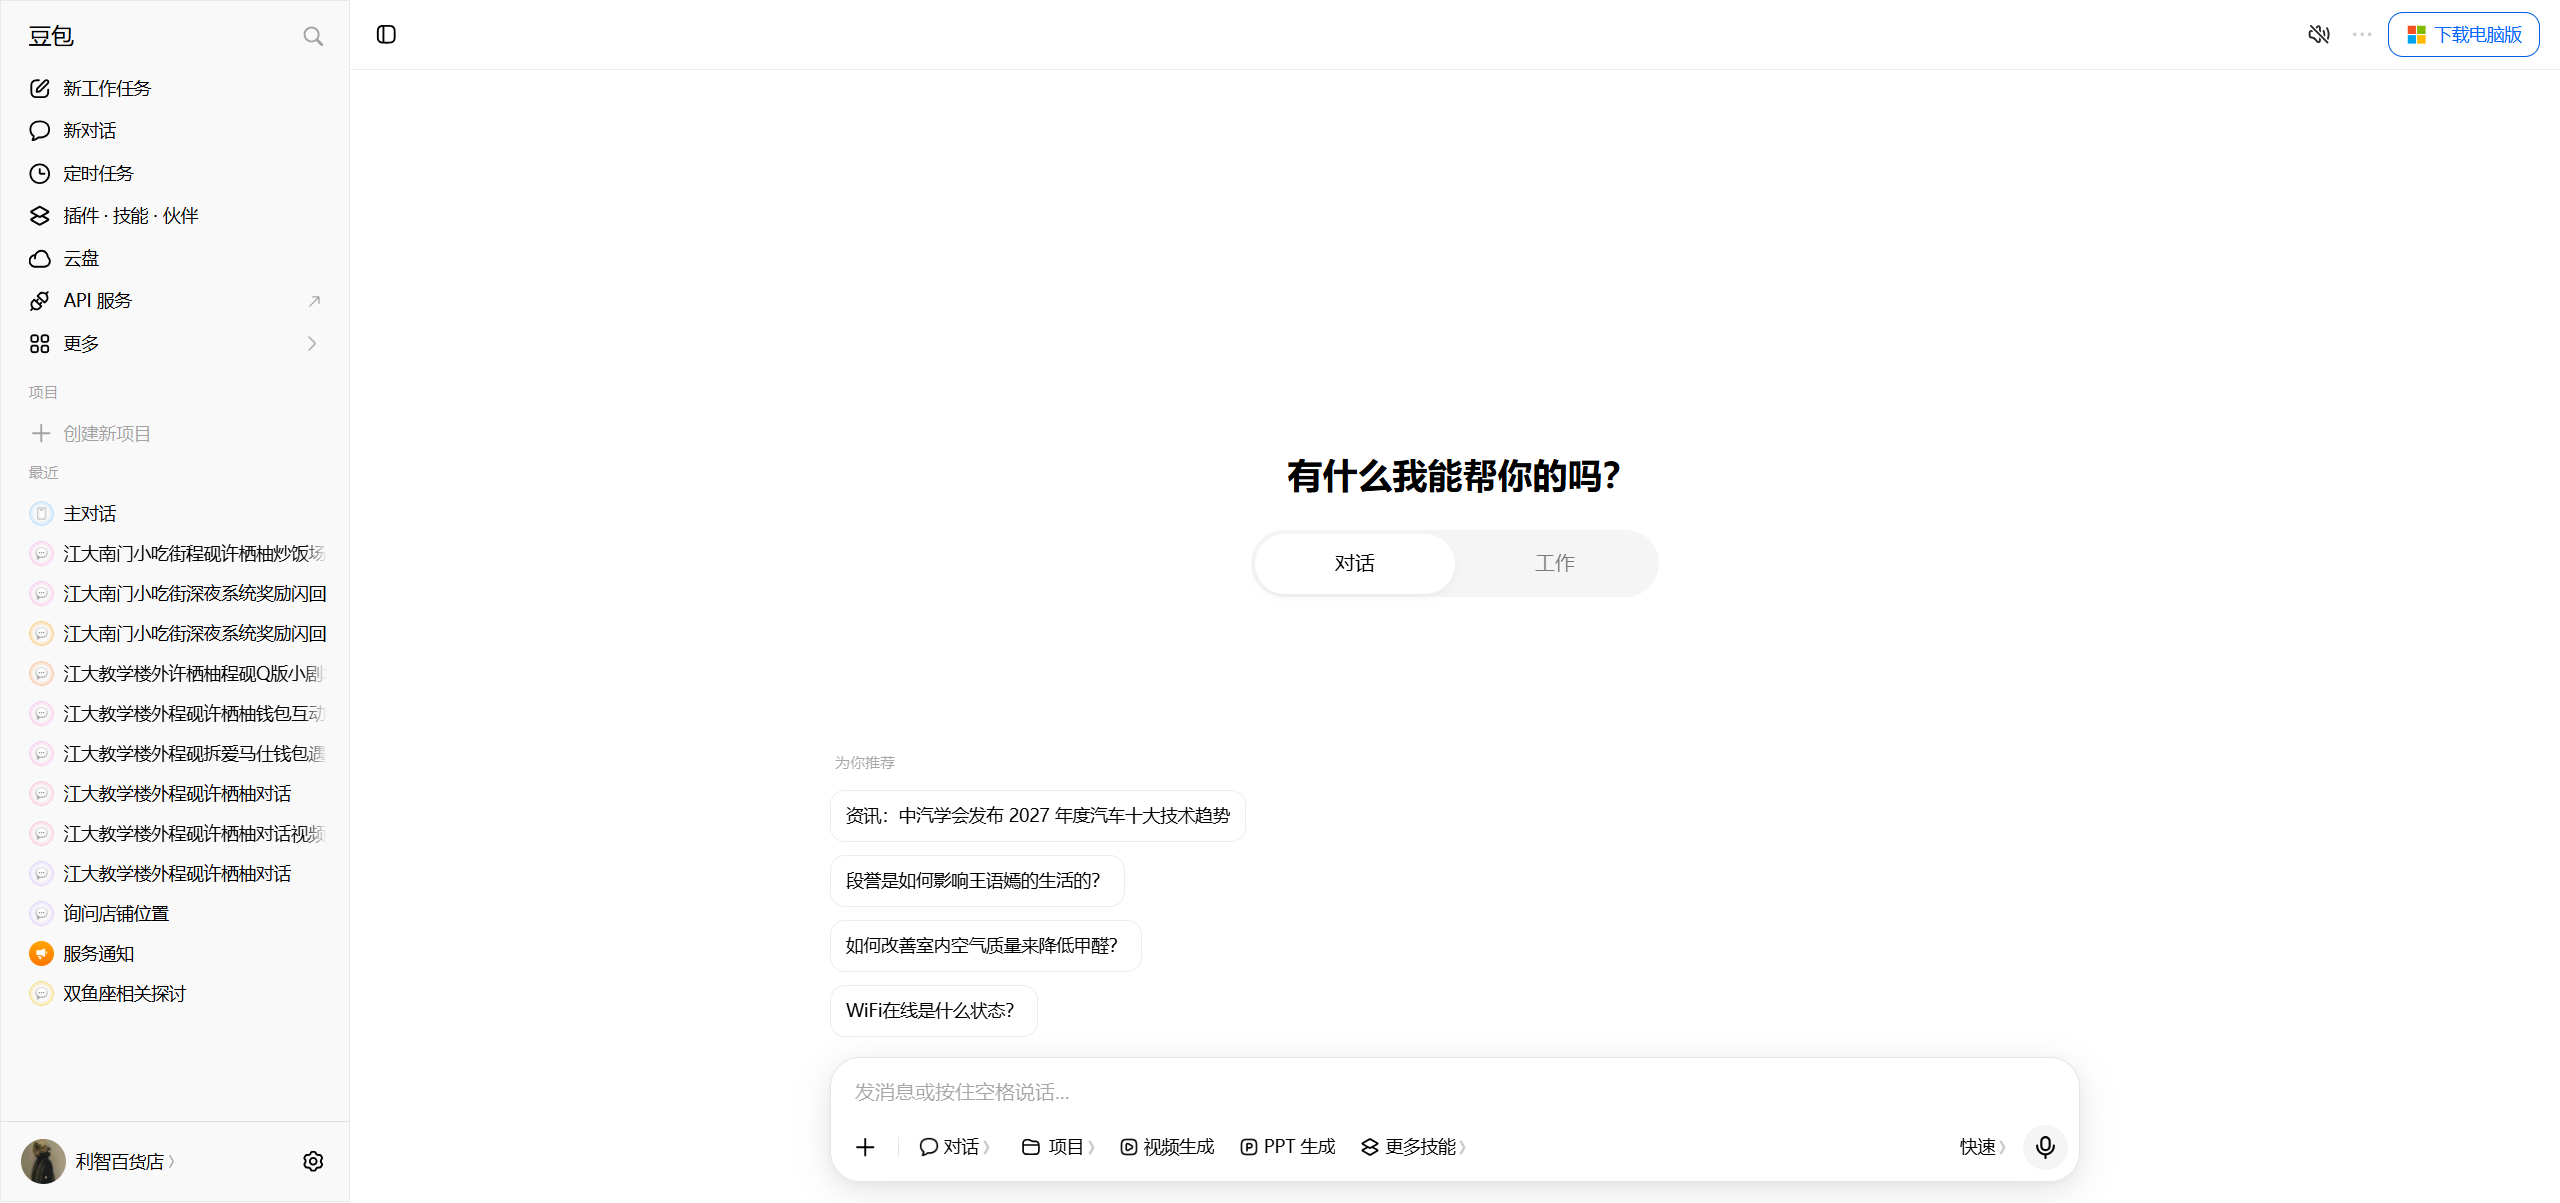 豆包
新工作任务
新对话
定时任务
插件 · 技能 · 伙伴
云盘
API 服务
更多
项目
创建新项目
最近
主对话
江大南门小吃街程砚许栖柚炒饭场
江大南门小吃街深夜系统奖励闪回
江大南门小吃街深夜系统奖励闪回
江大教学楼外许栖柚程砚Q版小剧
江大教学楼外程砚许栖柚钱包互动
江大教学楼外程砚拆爱马仕钱包遇
江大教学楼外程砚许栖柚对话
江大教学楼外程砚许栖柚对话视频
江大教学楼外程砚许栖柚对话
询问店铺位置
服务通知
双鱼座相关探讨
利智百货店
下载电脑版
有什么我能帮你的吗？
对话 工作
为你推荐
资讯：中汽学会发布 2027 年度汽车十大技术趋势
段誉是如何影响王语嫣的生活的？
如何改善室内空气质量来降低甲醛？
WiFi在线是什么状态？
发消息或按住空格说话...
对话 项目 视频生成 PPT 生成 更多技能 快速